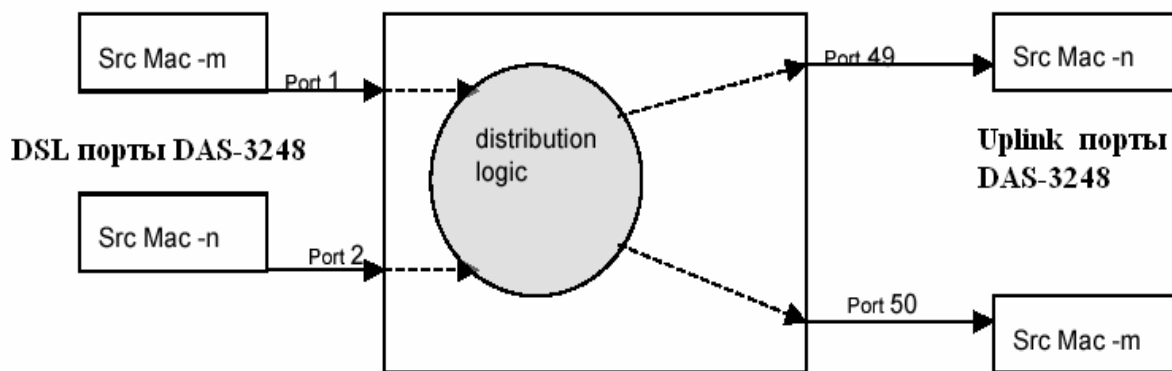 Src Mac -m
Port 1
DSL порты DAS-3248
Src Mac -n
Port 2
distribution
logic
Port 49
Src Mac -n
Uplink порты
DAS-3248
Port 50
Src Mac -m